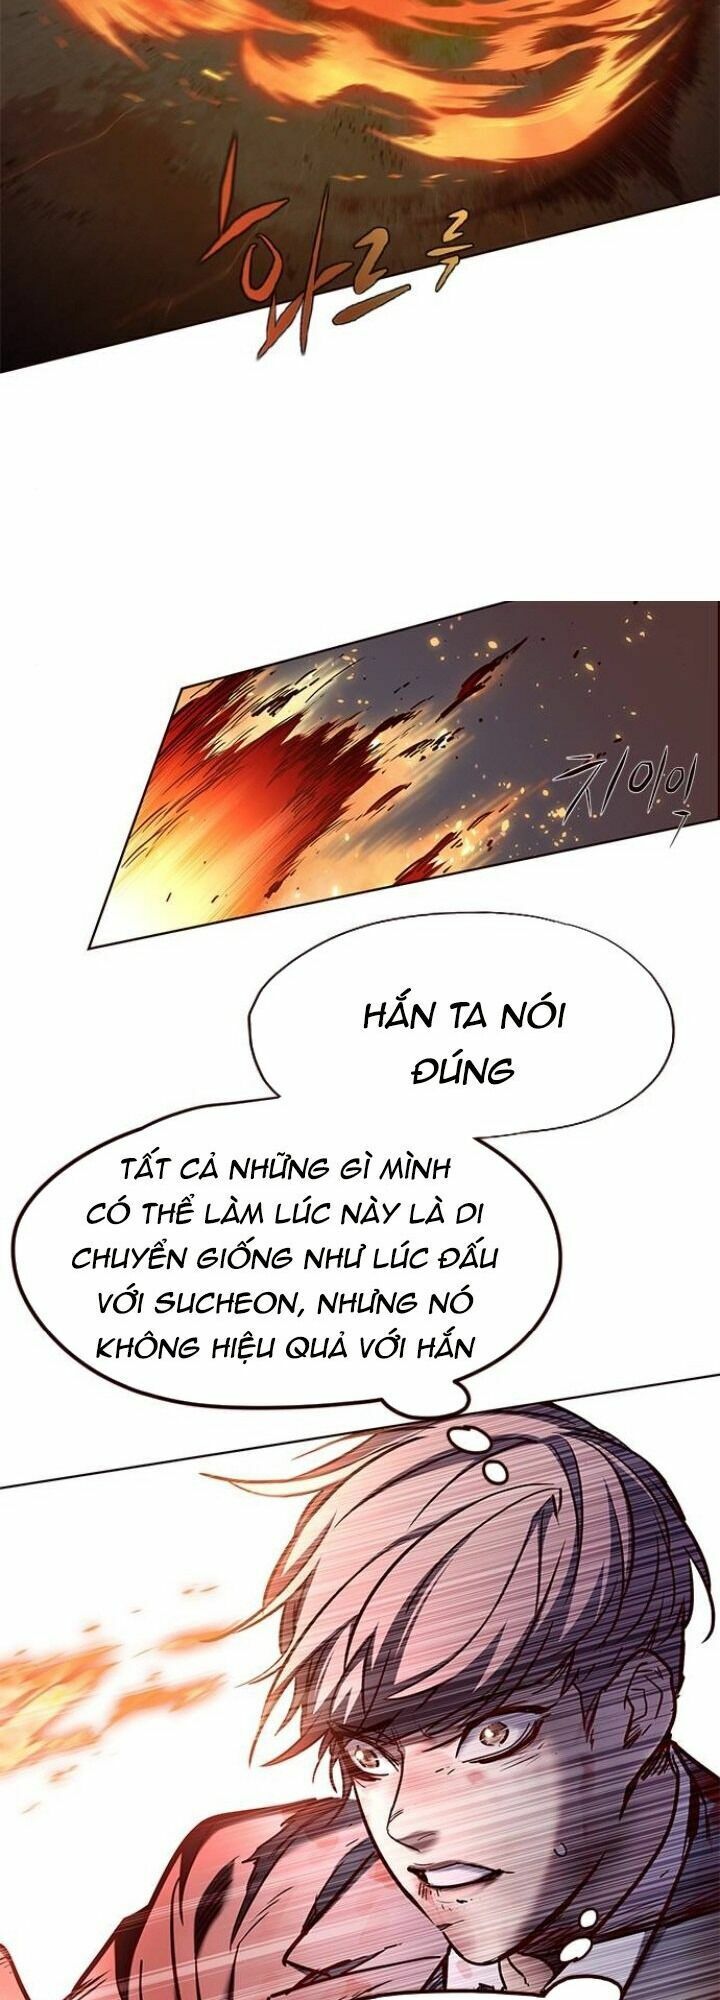 화르륵
치이익
HẮN TA NÓI
ĐÚNG
TẤT CẢ NHỮNG GÌ MÌNH
CÓ THỂ LÀM LÚC NÀY LÀ DI
CHUYỂN GIỐNG NHƯ LÚC ĐẤU
VỚI SUCHEON, NHƯNG NÓ
KHÔNG HIỆU QUẢ VỚI HẮN